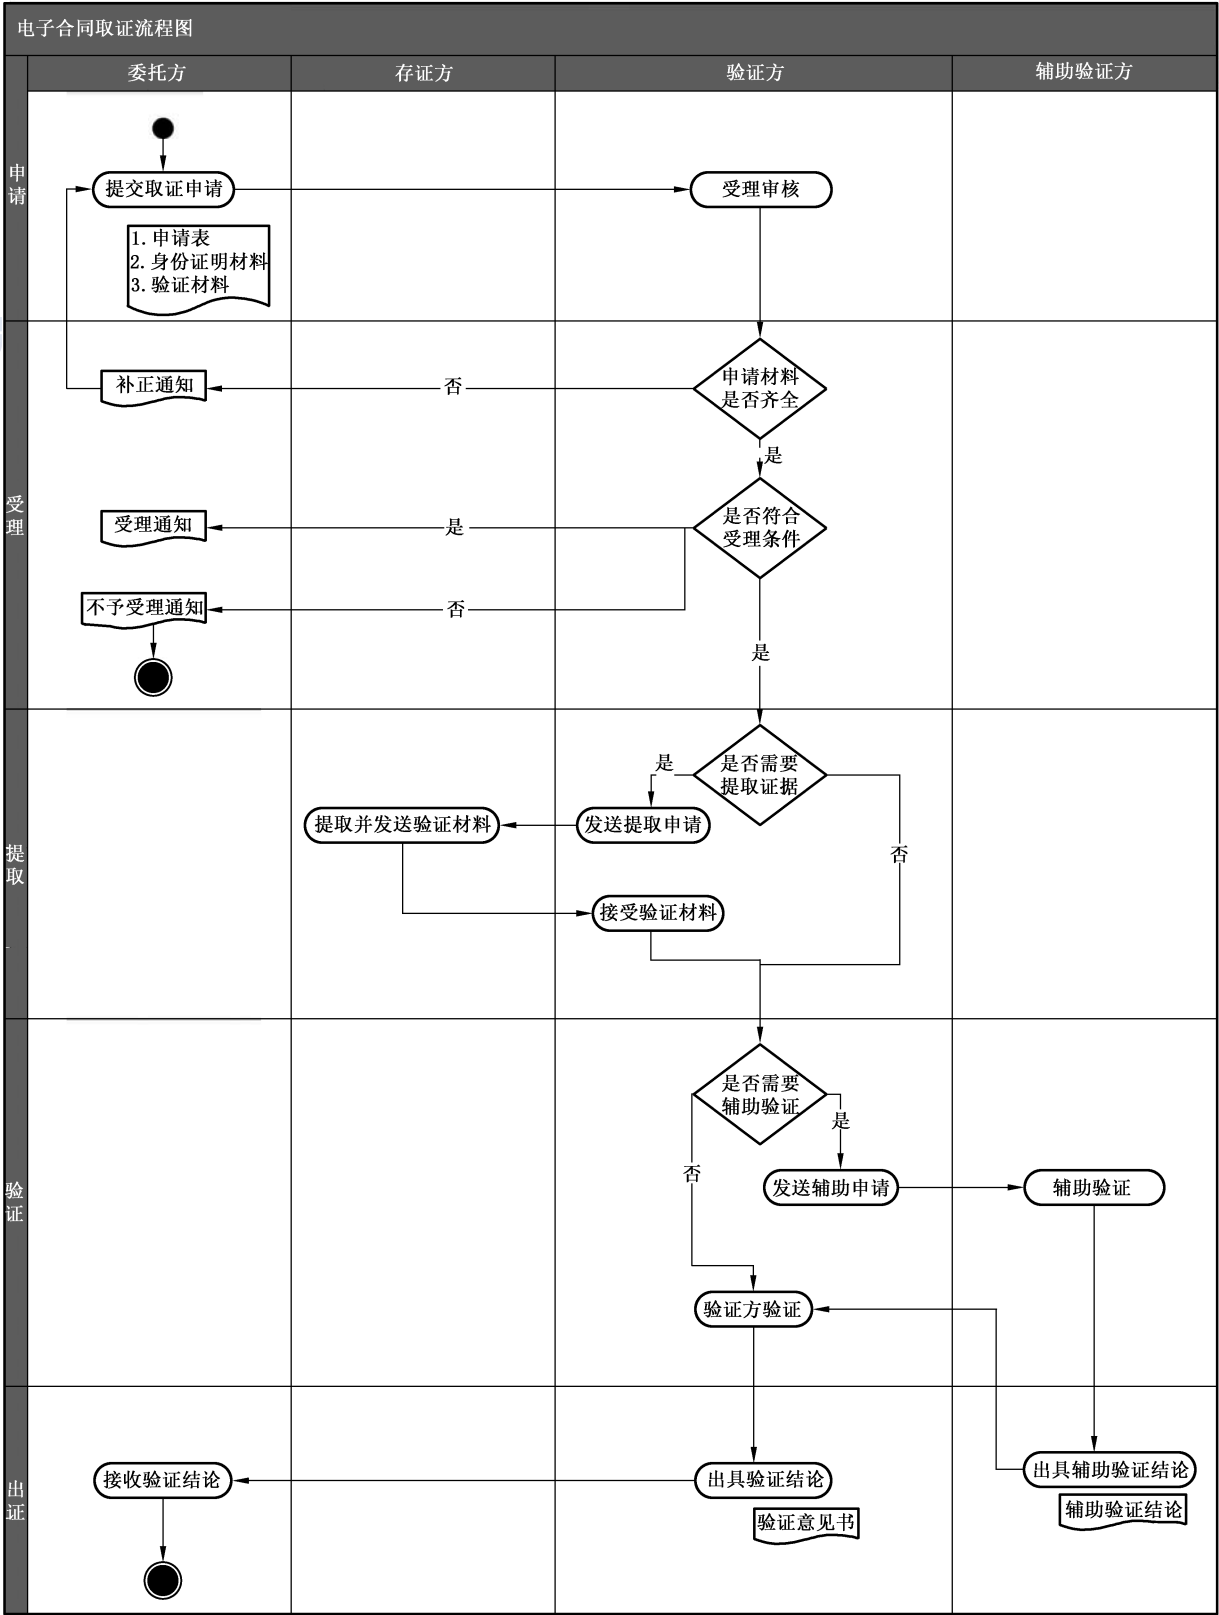 电子合同取证流程图
委托方
存证方
验证方
辅助验证方
申
请
提交取证申请
受理审核
1. 申请表
2. 身份证明材料
3. 验证材料
受
理
申请材料
是否齐全
否
补正通知
是
是否符合
受理条件
是
受理通知
否
不予受理通知
是
提
取
是否需要
提取证据
是
发送提取申请
提取并发送验证材料
否
接受验证材料
验
证
是否需要
辅助验证
是
否
发送辅助申请
辅助验证
验证方验证
出
证
接收验证结论
出具验证结论
出具辅助验证结论
验证意见书
辅助验证结论